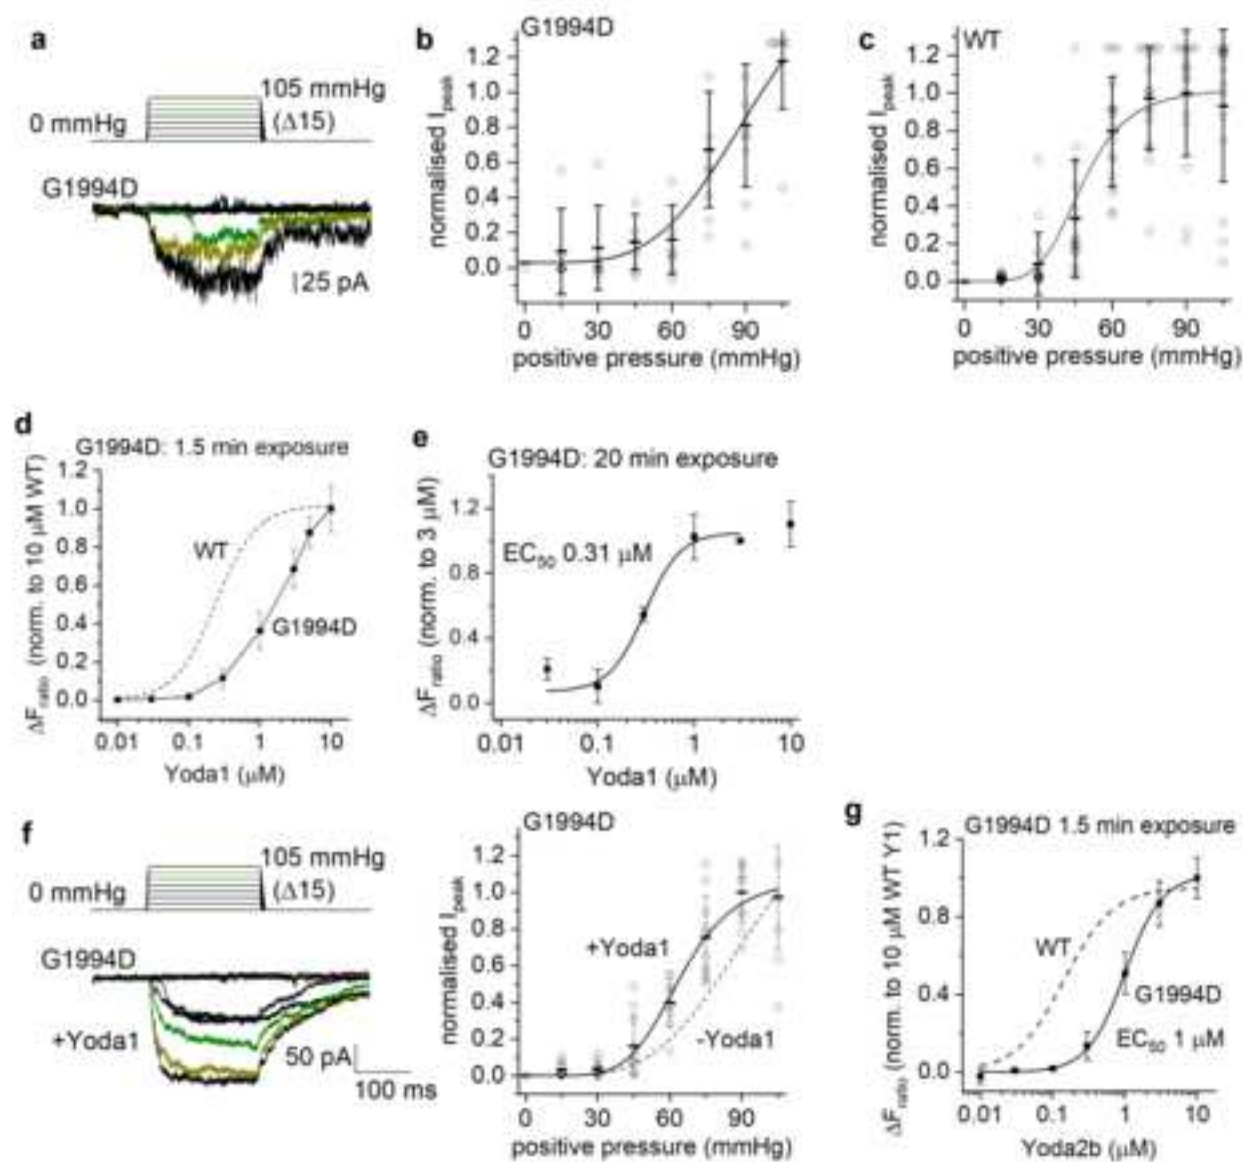 a
105 mmHg
0 mmHg
(Δ15)
G1994D
25 pA
b
G1994D
normalised I_peak
1.2
1.0
0.8
0.6
0.4
0.2
0.0
0 30 60 90
positive pressure (mmHg)
c
WT
normalised I_peak
1.2
1.0
0.8
0.6
0.4
0.2
0.0
0 30 60 90
positive pressure (mmHg)
d
G1994D: 1.5 min exposure
ΔF_ratio (norm. to 10 µM WT)
1.2
1.0
0.8
0.6
0.4
0.2
0.0
WT
G1994D
0.01 0.1 1 10
Yoda1 (µM)
e
G1994D: 20 min exposure
ΔF_ratio (norm. to 3 µM)
1.2
0.8
0.4
0.0
EC50 0.31 µM
0.01 0.1 1 10
Yoda1 (µM)
f
105 mmHg
0 mmHg
(Δ15)
G1994D
+Yoda1
50 pA
100 ms
G1994D
normalised I_peak
1.2
1.0
0.8
0.6
0.4
0.2
0.0
+Yoda1
-Yoda1
0 30 60 90
positive pressure (mmHg)
g
G1994D 1.5 min exposure
ΔF_ratio (norm. to 10 µM WT Y1)
1.2
0.8
0.4
0.0
WT
G1994D
EC50 1 µM
0.01 0.1 1 10
Yoda2b (µM)